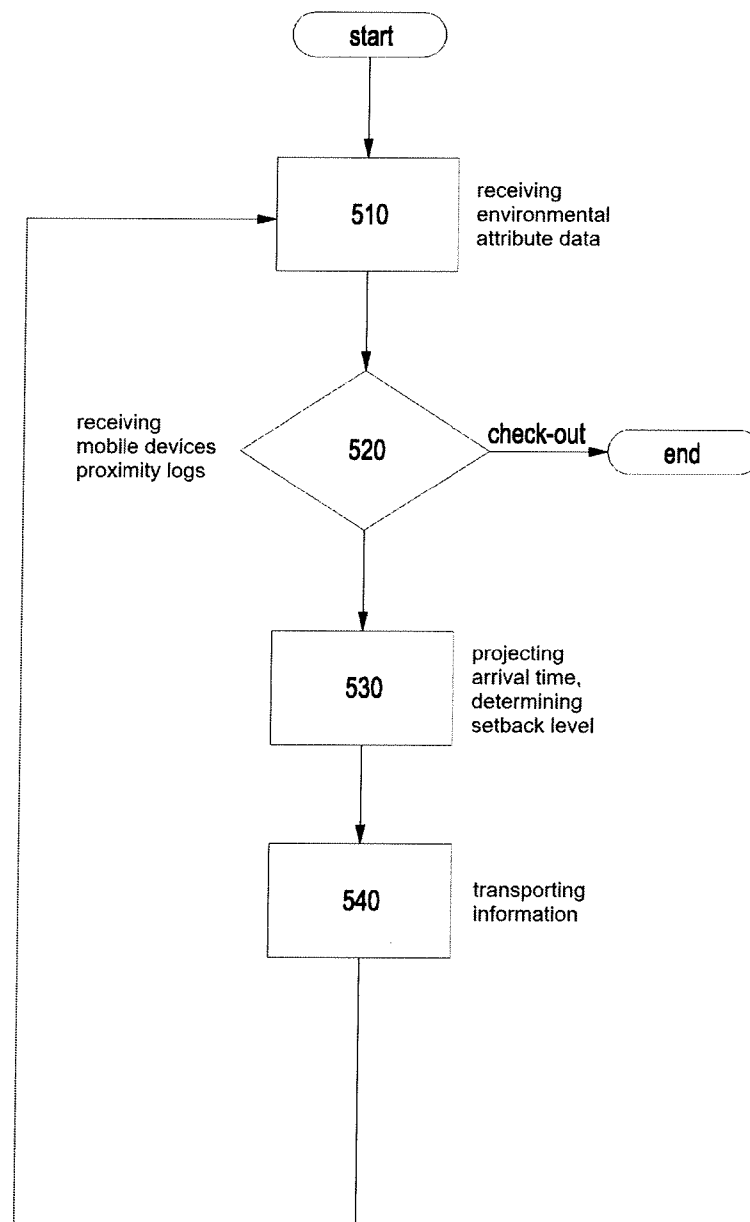 start
510
receiving
environmental
attribute data
receiving
mobile devices
proximity logs
520
check-out
end
530
projecting
arrival time,
determining
setback level
540
transporting
information